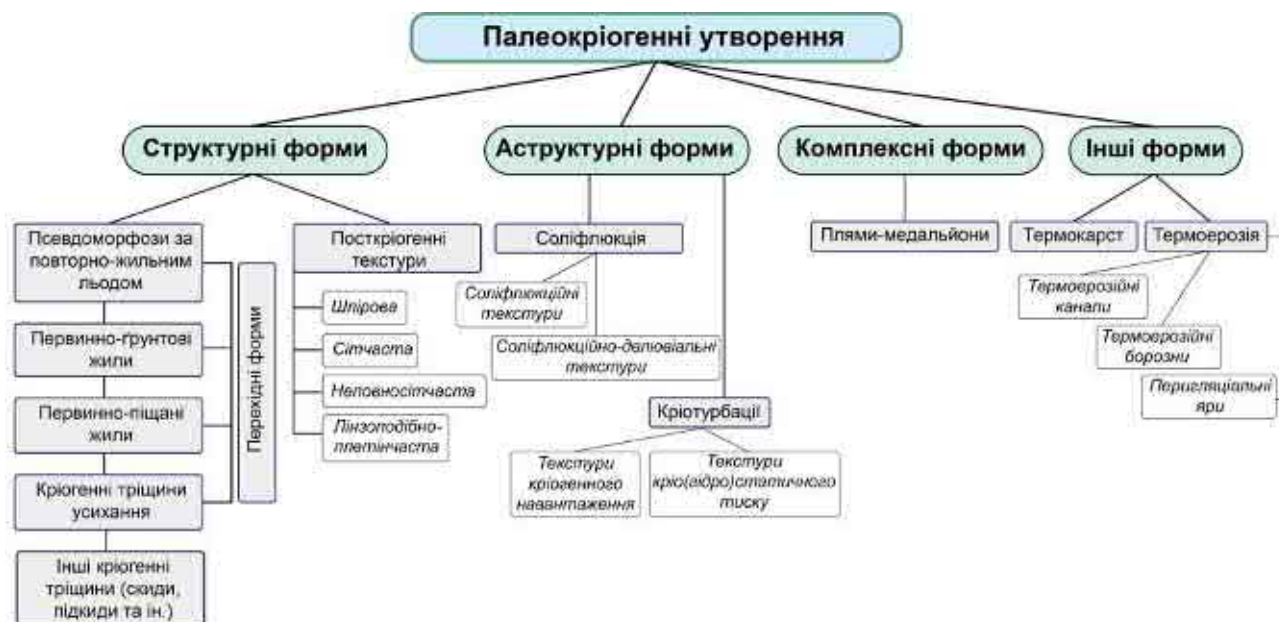 Палеокріогенні утворення
Структурні форми
Аструктурні форми
Комплексні форми
Інші форми
Псевдоморфози за
повторно-жильним
льодом
Первинно-ґрунтові
жили
Первинно-піщані
жили
Кріогенні тріщини
усихання
Інші кріогенні
тріщини (скиди,
підкиди та ін.)
Перехідні форми
Посткріогенні
текстури
Шлірова
Сітчаста
Неповносітчаста
Лінзоподібно-
плетінчаста
Соліфлюкція
Соліфлюкційні
текстури
Соліфлюкційно-делювіальні
текстури
Кріотурбації
Текстури
кріогенного
навантаження
Текстури
кріо(гідро)статичного
тиску
Плями-медальйони
Термокарст
Термоерозія
Термоерозійні
канали
Термоерозійні
борозни
Перигляціальні
яри